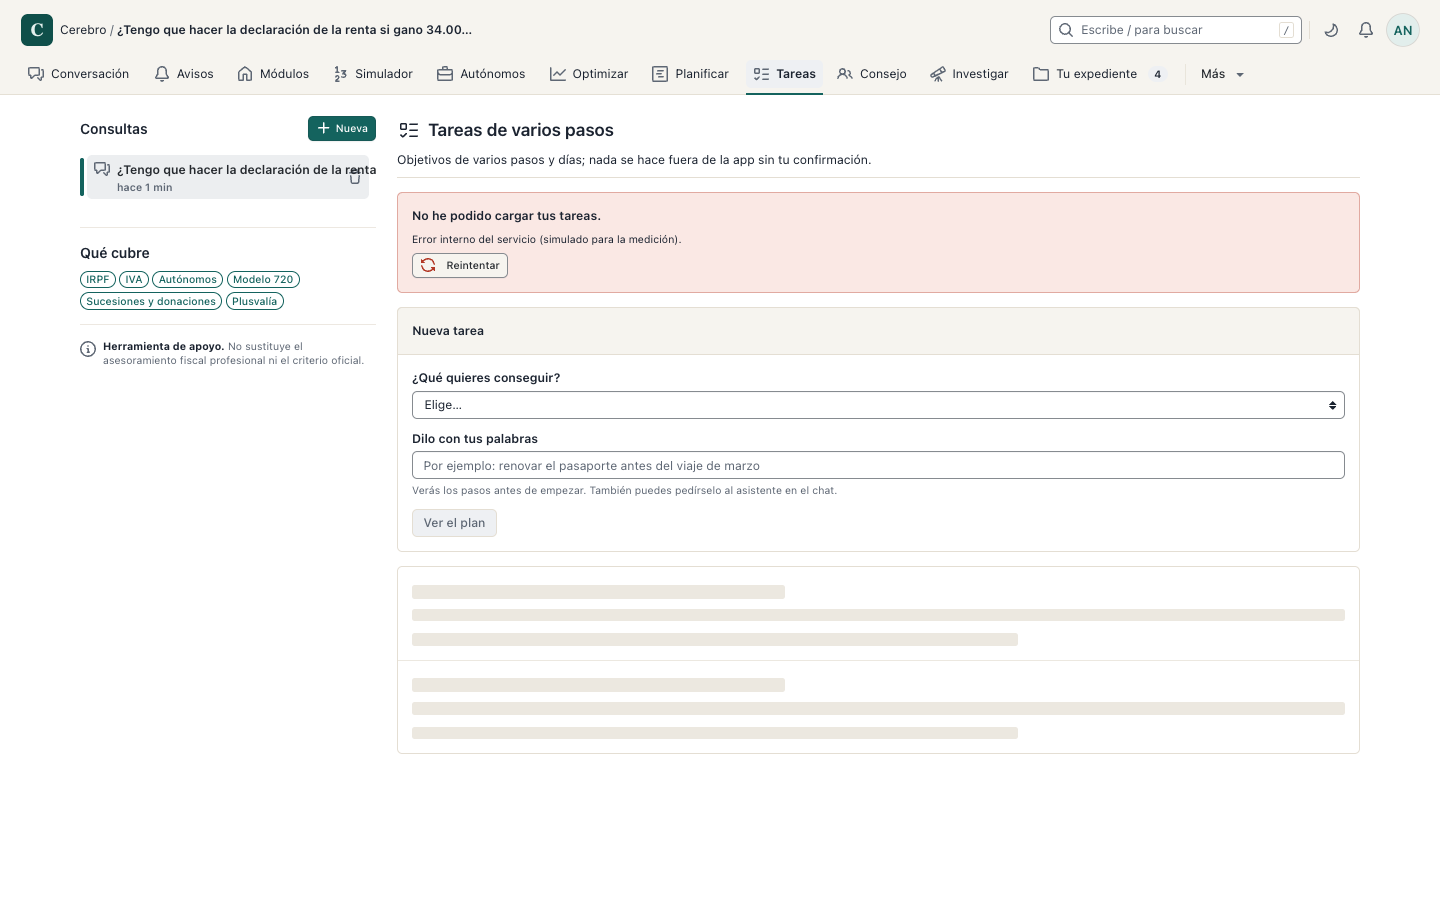 C Cerebro / ¿Tengo que hacer la declaración de la renta si gano 34.00...
Escribe / para buscar /
AN
Conversación Avisos Módulos Simulador Autónomos Optimizar Planificar Tareas Consejo Investigar Tu expediente 4 Más
Consultas
Nueva
¿Tengo que hacer la declaración de la renta
hace 1 min
Qué cubre
IRPF IVA Autónomos Modelo 720
Sucesiones y donaciones Plusvalía
Herramienta de apoyo. No sustituye el
asesoramiento fiscal profesional ni el criterio oficial.
Tareas de varios pasos
Objetivos de varios pasos y días; nada se hace fuera de la app sin tu confirmación.
No he podido cargar tus tareas.
Error interno del servicio (simulado para la medición).
Reintentar
Nueva tarea
¿Qué quieres conseguir?
Elige...
Dilo con tus palabras
Por ejemplo: renovar el pasaporte antes del viaje de marzo
Verás los pasos antes de empezar. También puedes pedírselo al asistente en el chat.
Ver el plan